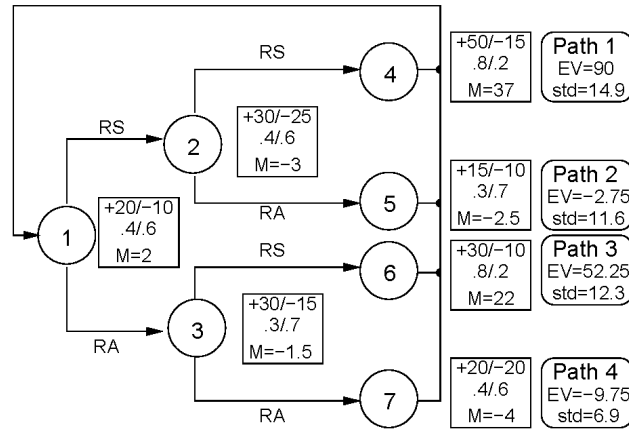 RS
4
+50/−15
.8/.2
M=37
Path 1
EV=90
std=14.9
RS
2
+30/−25
.4/.6
M=−3
1
+20/−10
.4/.6
M=2
RA
5
+15/−10
.3/.7
M=−2.5
Path 2
EV=−2.75
std=11.6
RS
6
+30/−10
.8/.2
M=22
Path 3
EV=52.25
std=12.3
RA
3
+30/−15
.3/.7
M=−1.5
RA
7
+20/−20
.4/.6
M=−4
Path 4
EV=−9.75
std=6.9